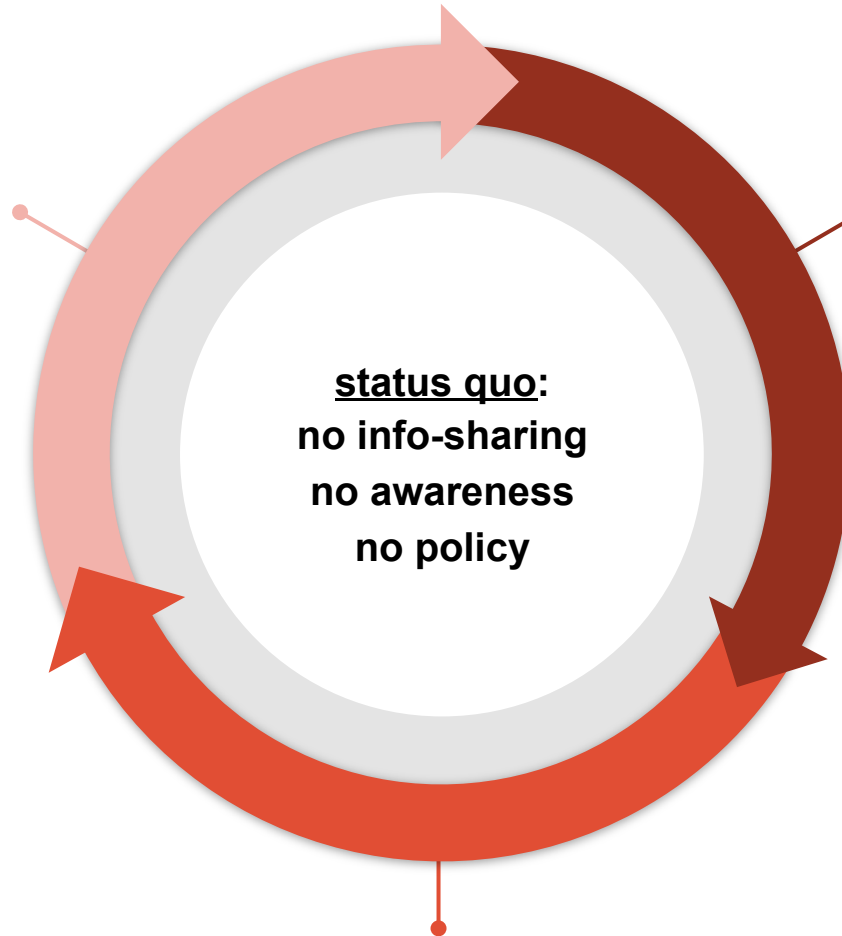 status quo:
no info-sharing
no awareness
no policy